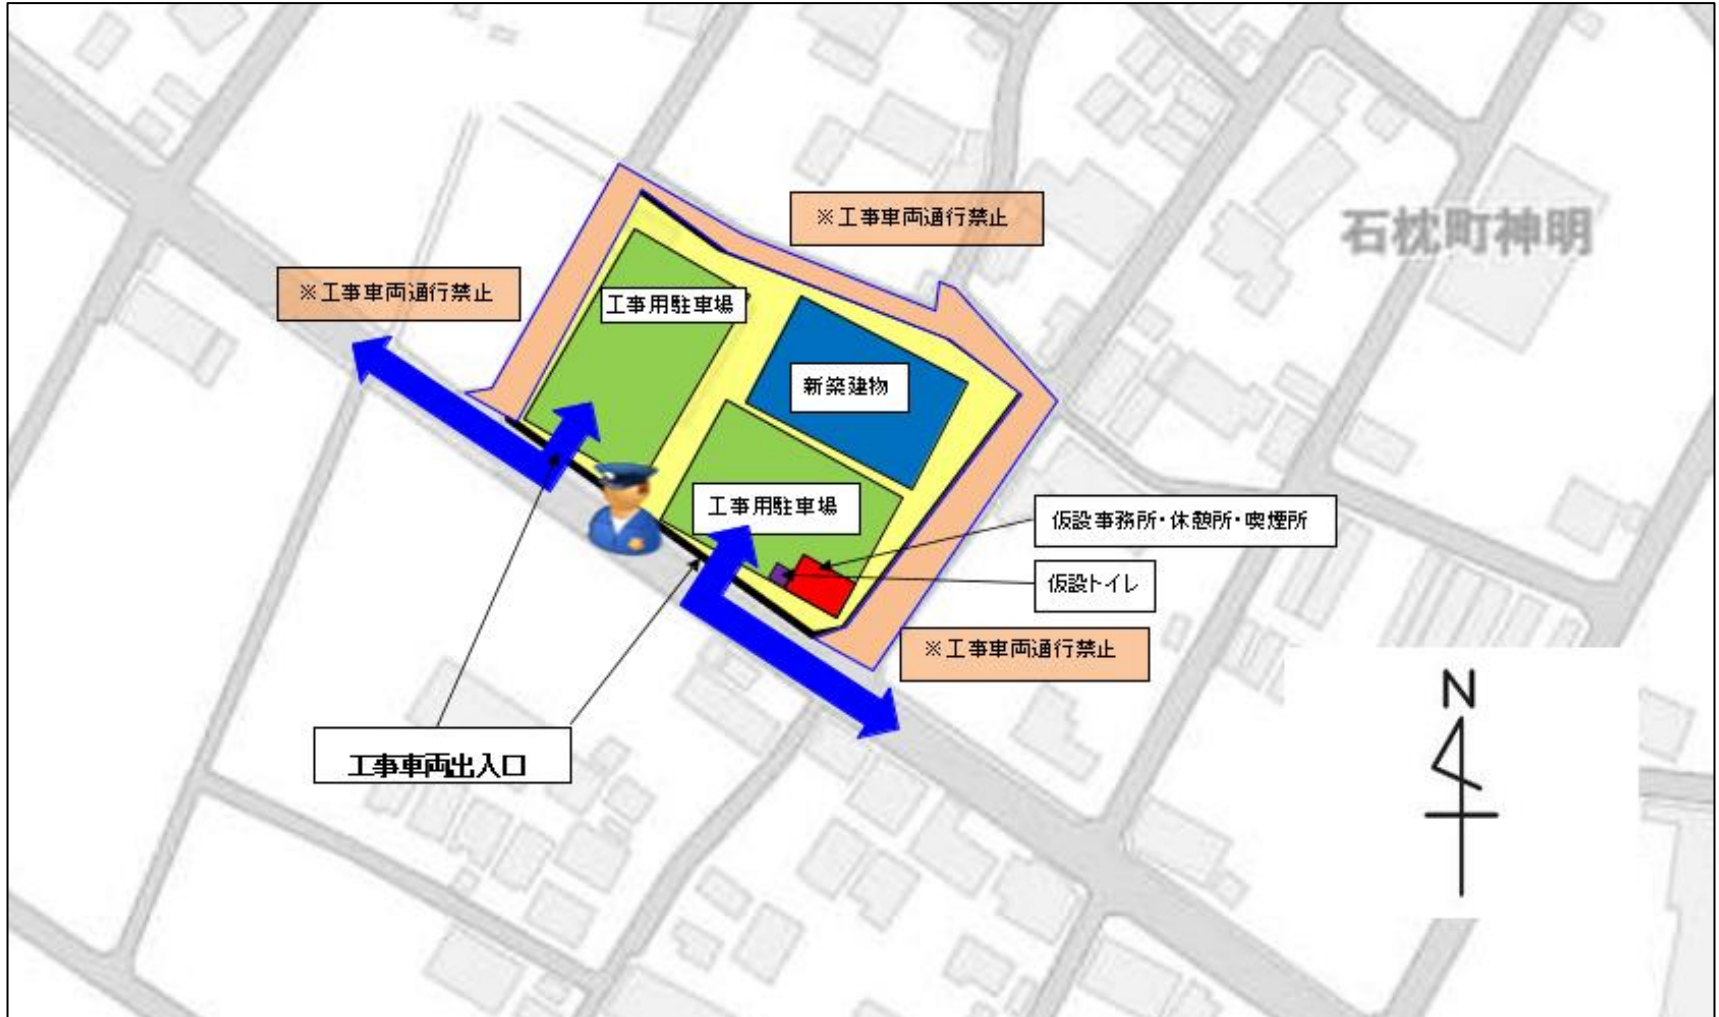 ※工事車両通行禁止
石枕町神明
※工事車両通行禁止
工事用駐車場
新築建物
工事用駐車場
仮設事務所・休憩所・喫煙所
仮設トイレ
※工事車両通行禁止
N
工事車両出入口